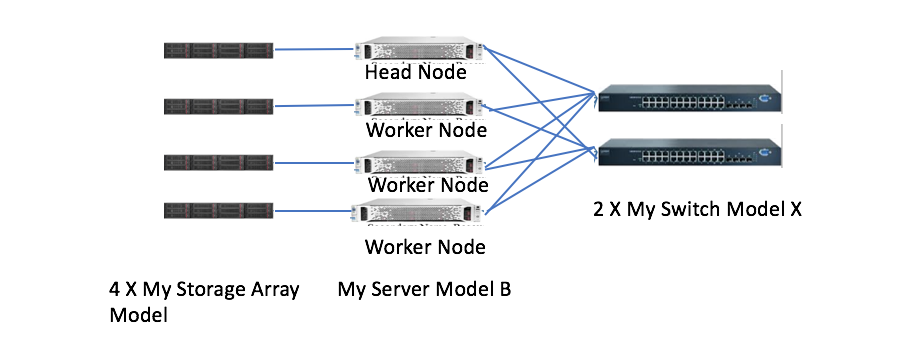 Head Node
Worker Node
Worker Node
Worker Node
2 X My Switch Model X
4 X My Storage Array
Model
My Server Model B